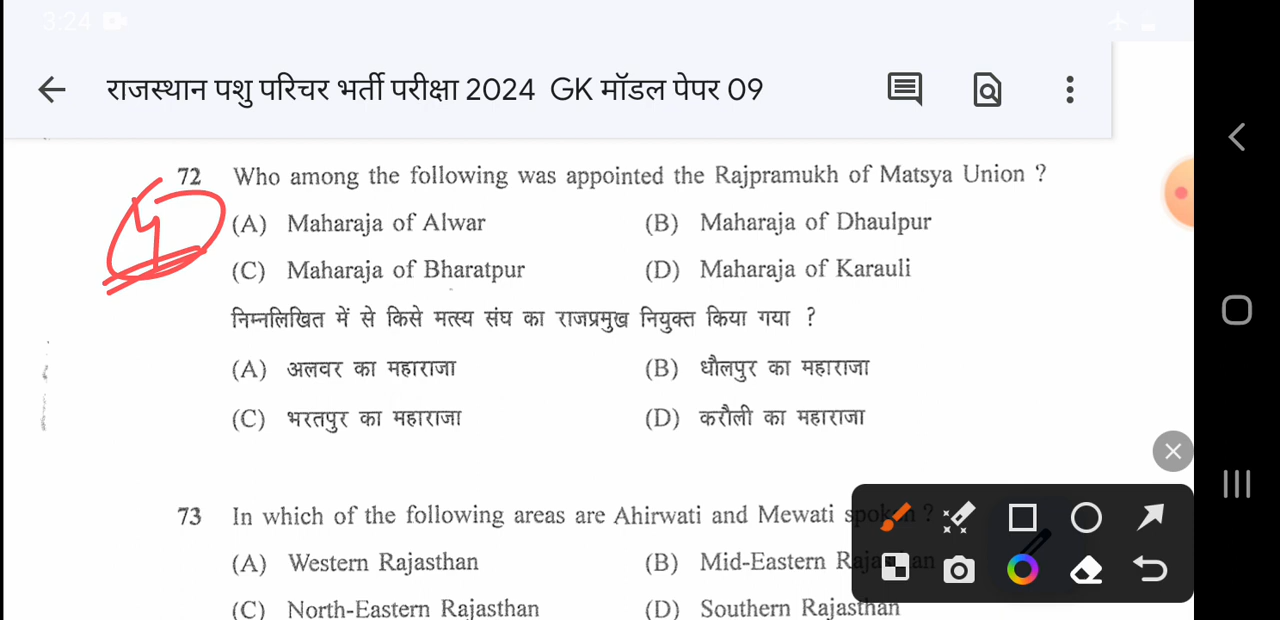 3:24
राजस्थान पशु परिचर भर्ती परीक्षा 2024 GK मॉडल पेपर 09
72 Who among the following was appointed the Rajpramukh of Matsya Union ?
(A) Maharaja of Alwar (B) Maharaja of Dhaulpur
(C) Maharaja of Bharatpur (D) Maharaja of Karauli
निम्नलिखित में से किसे मत्स्य संघ का राजप्रमुख नियुक्त किया गया ?
(A) अलवर का महाराजा (B) धौलपुर का महाराजा
(C) भरतपुर का महाराजा (D) करौली का महाराजा
73 In which of the following areas are Ahirwati and Mewati spoken ?
(A) Western Rajasthan (B) Mid-Eastern Rajasthan
(C) North-Eastern Rajasthan (D) Southern Rajasthan